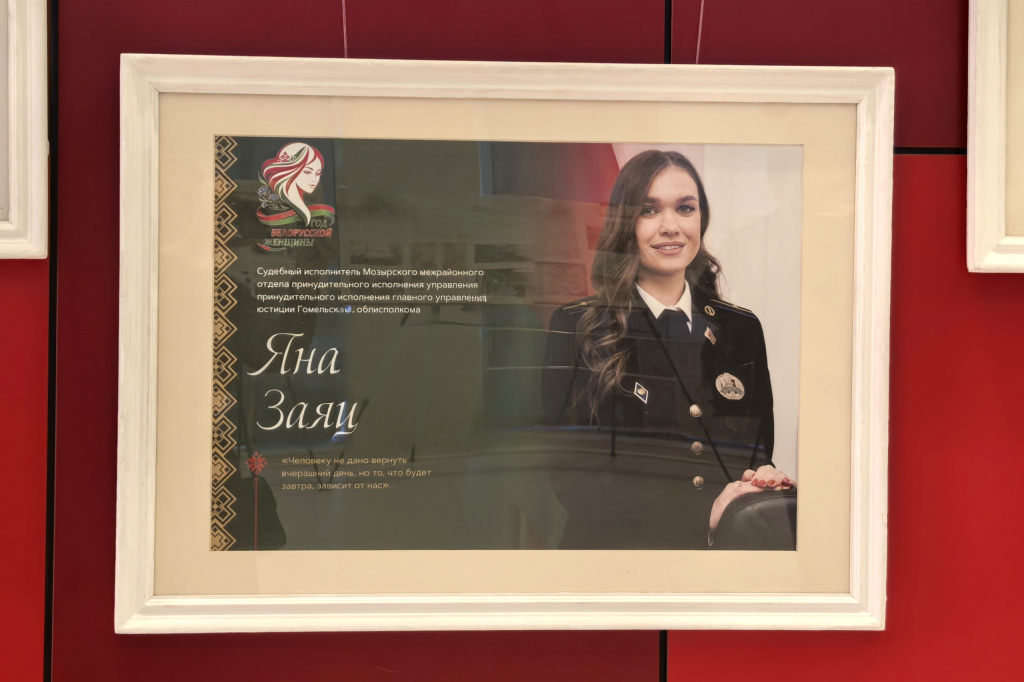 ГОД
БЕЛОРУССКОЙ
ЖЕНЩИНЫ
Судебный исполнитель Мозырского межрайонного
отдела принудительного исполнения управления
принудительного исполнения главного управления
юстиции облисполкома
Яна
Заяц
«Человеку не дано вернуть
вчерашний день, но то, что будет
завтра, зависит от нас».